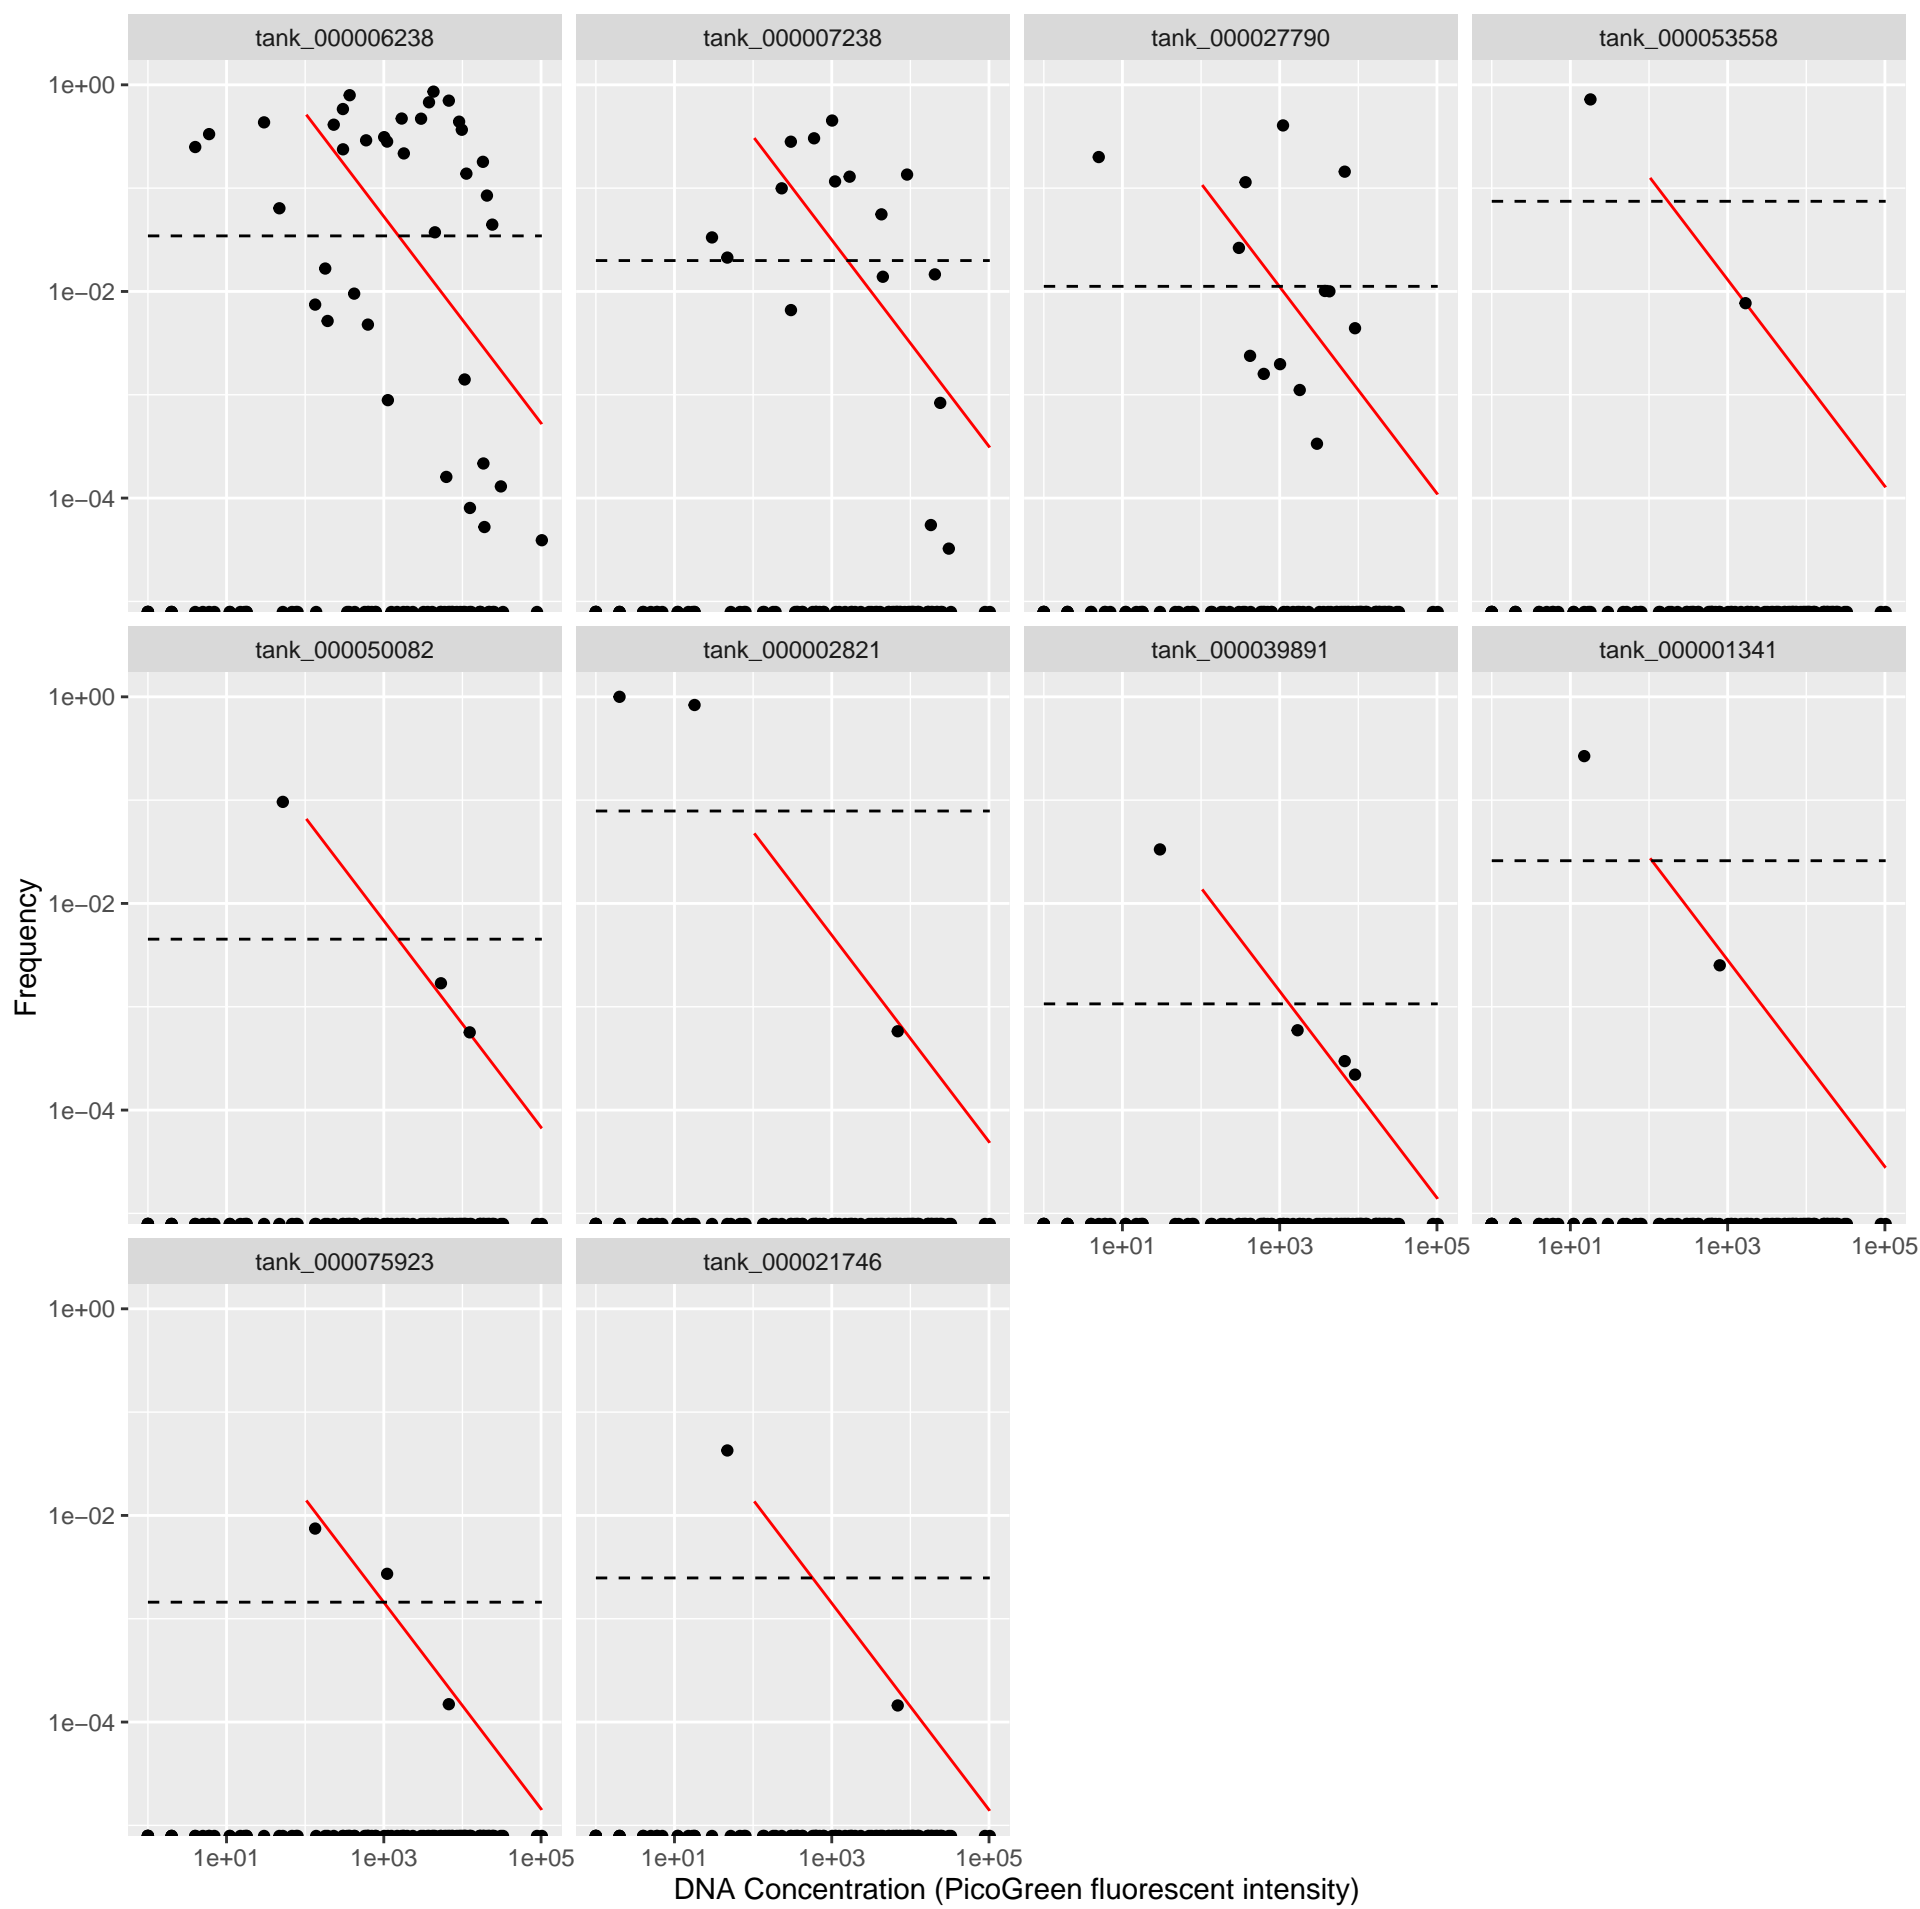 tank_000006238 tank_000007238 tank_000027790 tank_000053558
1e+00
1e−02
1e−04
tank_000050082 tank_000002821 tank_000039891 tank_000001341
1e+00
1e−02
1e−04
1e+01 1e+03 1e+05 1e+01 1e+03 1e+05
tank_000075923 tank_000021746
1e+00
1e−02
1e−04
1e+01 1e+03 1e+05 1e+01 1e+03 1e+05
Frequency
DNA Concentration (PicoGreen fluorescent intensity)